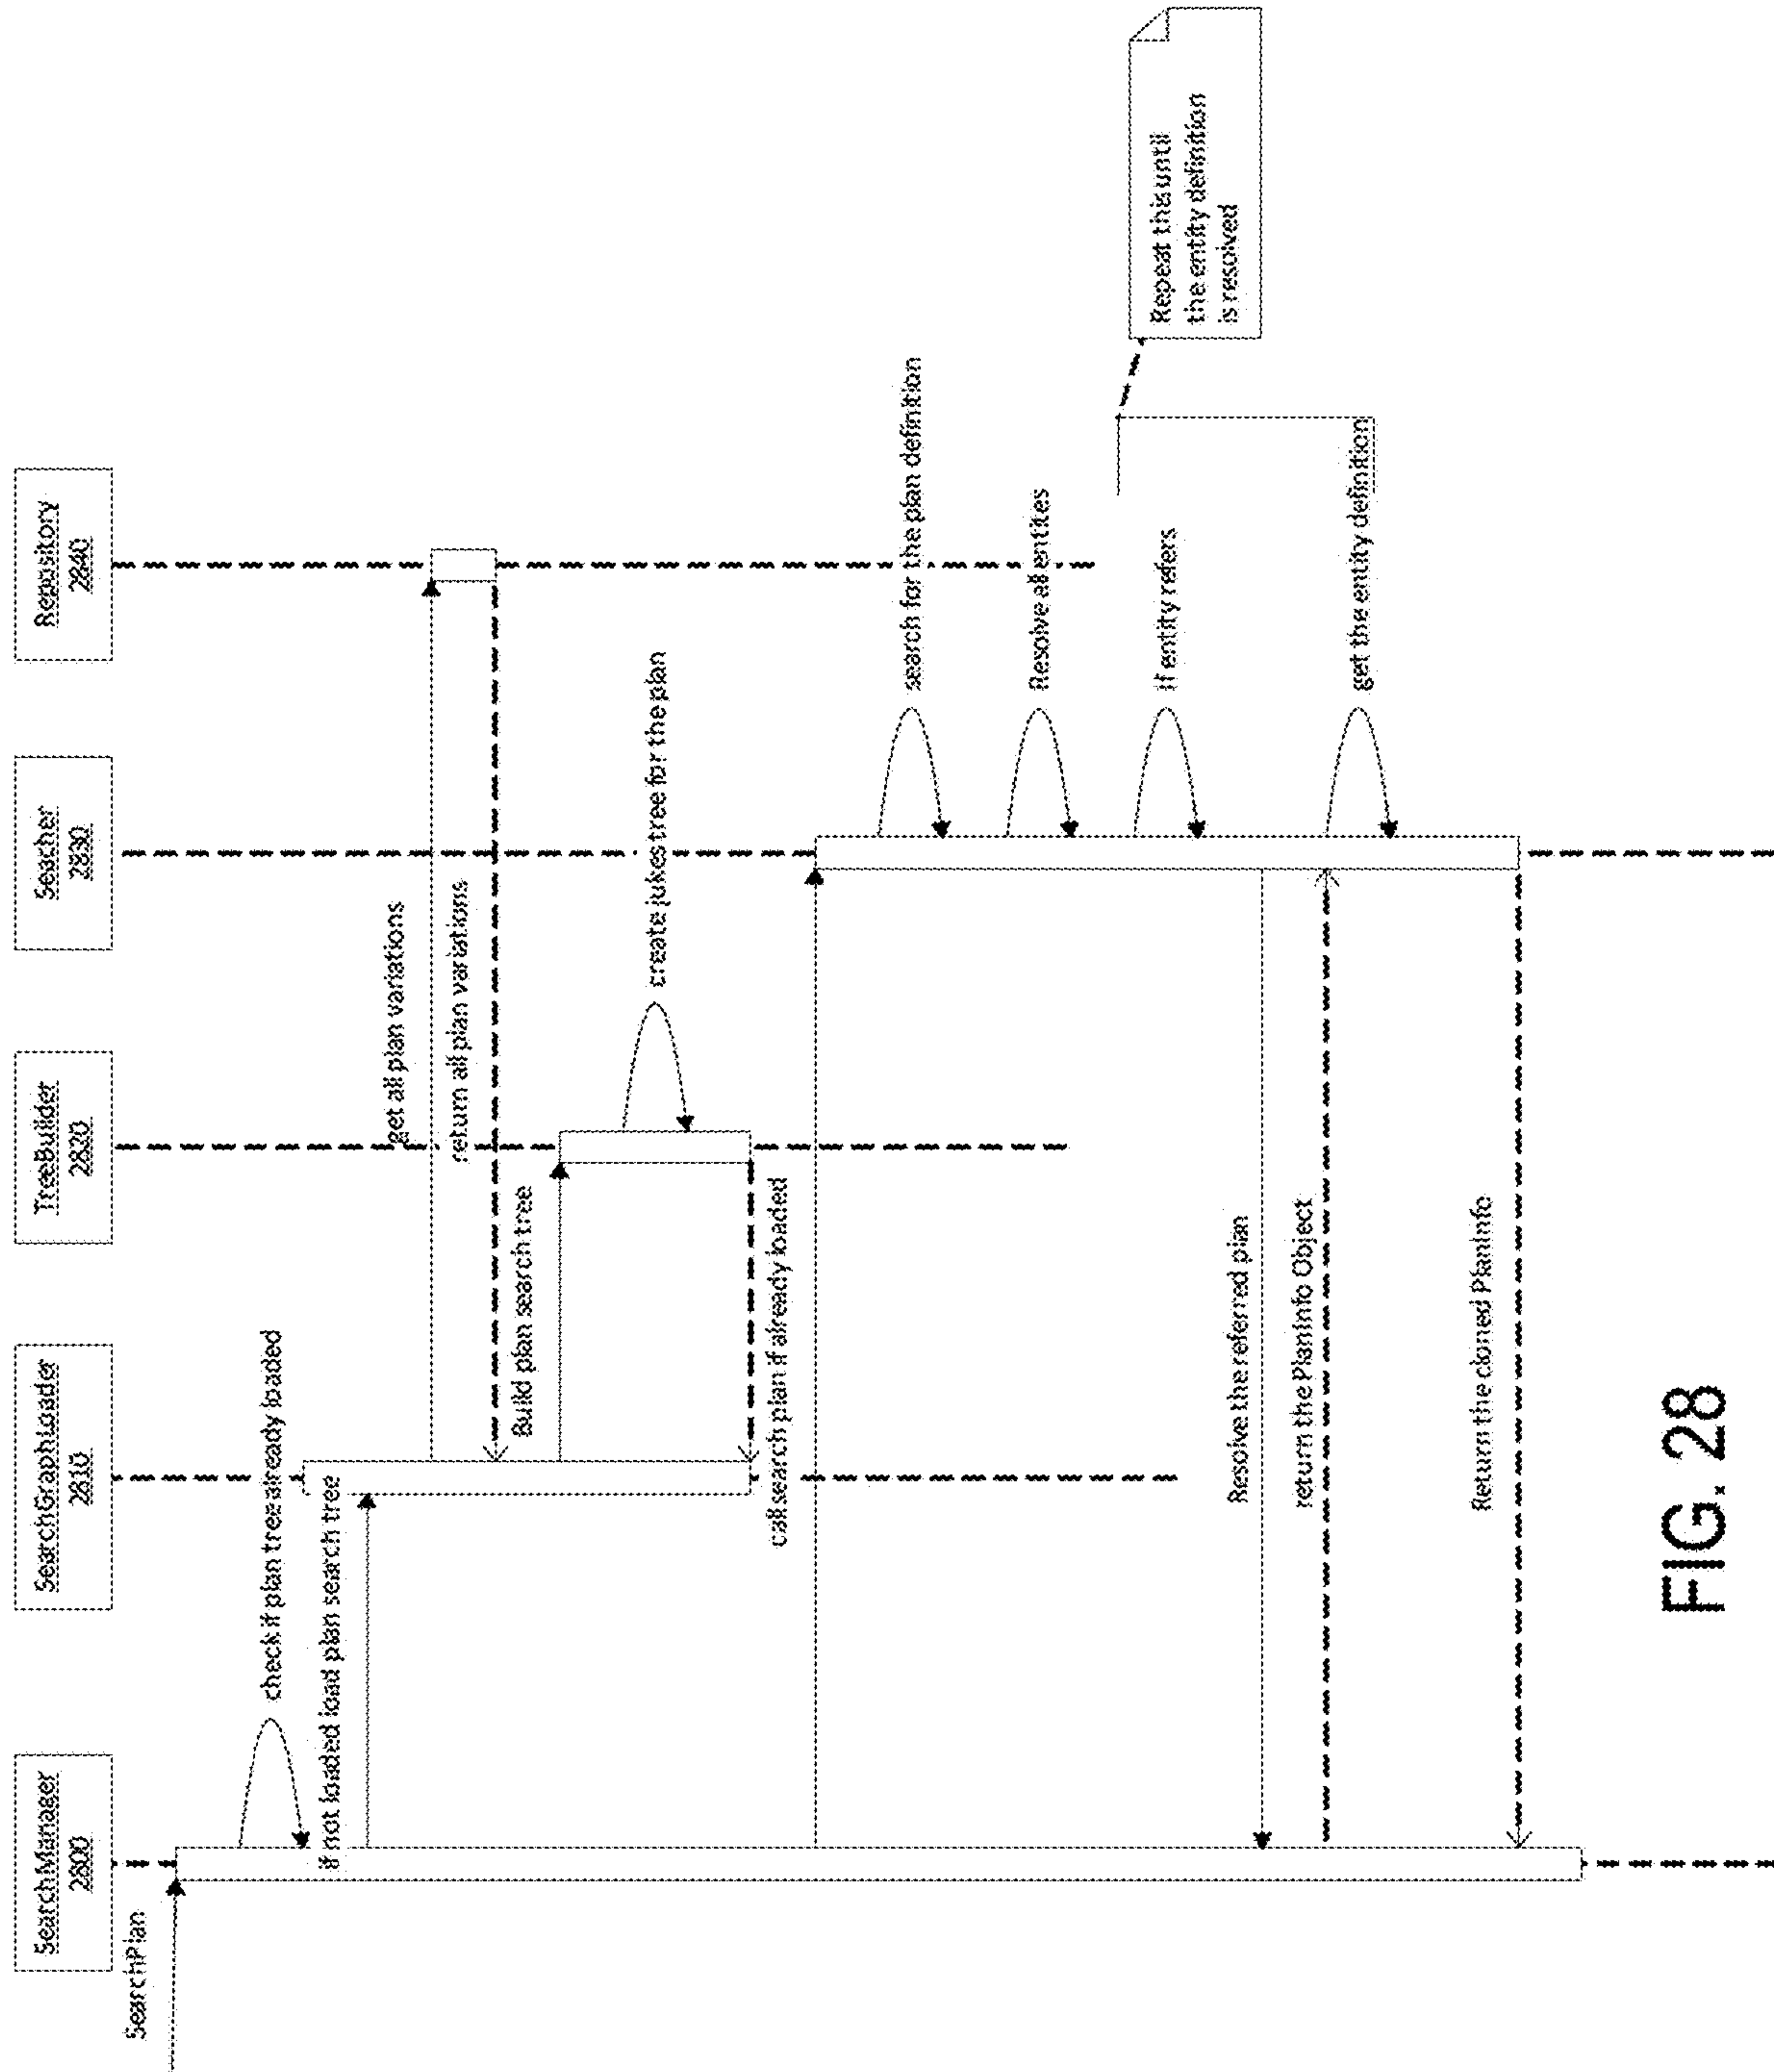 SearchManager
2800
SearchGraphLoader
2810
TreeBuilder
2820
Seacher
2830
Repository
2840
SearchPlan
check if plan tree already loaded
if not loaded load plan search tree
get all plan variations
return all plan variations
Build plan search tree
create jukes tree for the plan
call search plan if already loaded
search for the plan definition
Resolve all entites
If entity refers
Repeat this until
the entity definition
is resolved
Resolve the referred plan
return the PlanInfo Object
get the entity definition
Return the cloned PlanInfo
FIG. 28